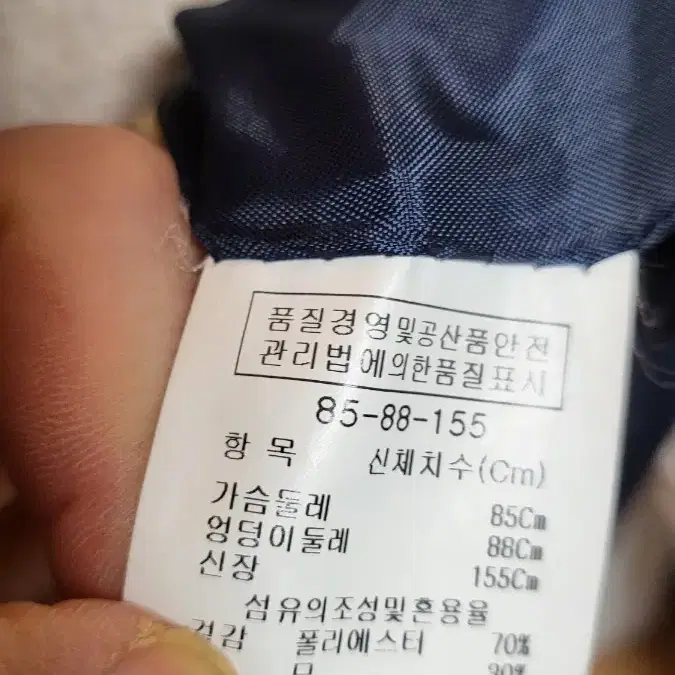 품질경영및공산품안전
관리법에의한품질표시
85-88-155
항 목 신체치수(Cm)
가슴둘레 85Cm
엉덩이둘레 88Cm
신장 155Cm
섬유의조성및혼용율
겉감 폴리에스터 70%